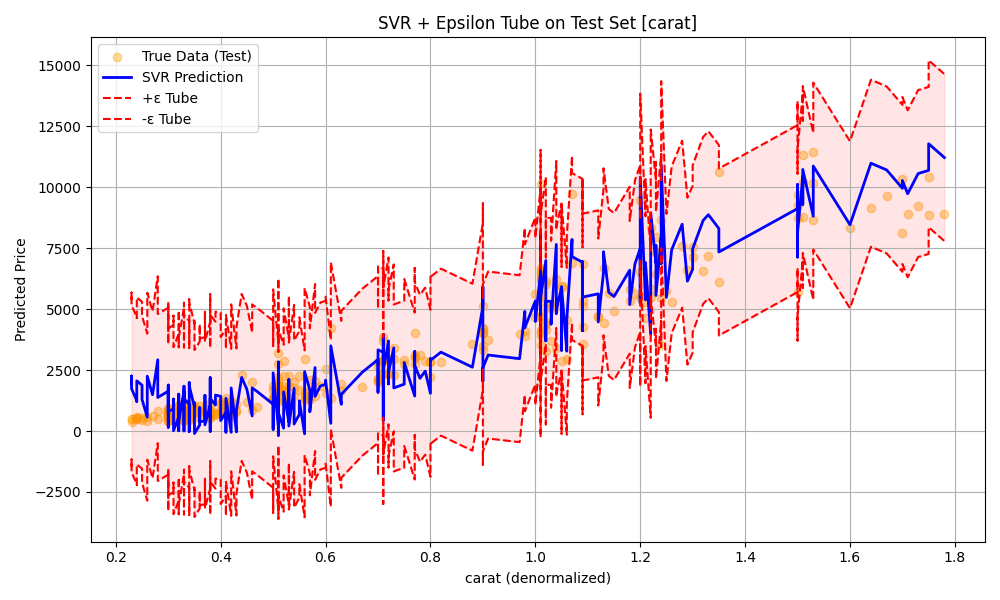 SVR + Epsilon Tube on Test Set [carat]
True Data (Test)
SVR Prediction
+ε Tube
-ε Tube
Predicted Price
15000
12500
10000
7500
5000
2500
0
−2500
0.2 0.4 0.6 0.8 1.0 1.2 1.4 1.6 1.8
carat (denormalized)